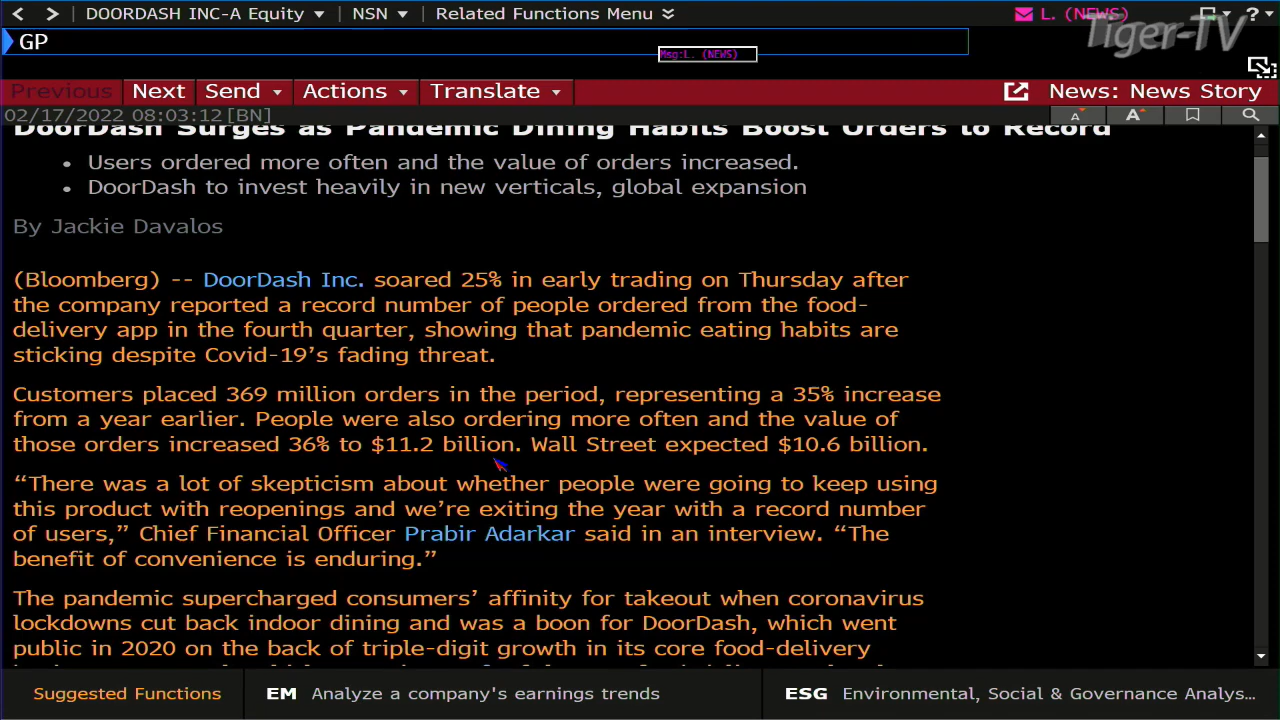 DOORDASH INC-A Equity NSN Related Functions Menu L. (NEWS) ?
Tiger-TV
GP
Msg:L. (NEWS)
Previous Next Send Actions Translate News: News Story
02/17/2022 08:03:12 [BN] A A
DoorDash Surges as Pandemic Dining Habits Boost Orders to Record
• Users ordered more often and the value of orders increased.
• DoorDash to invest heavily in new verticals, global expansion
By Jackie Davalos
(Bloomberg) -- DoorDash Inc. soared 25% in early trading on Thursday after
the company reported a record number of people ordered from the food-
delivery app in the fourth quarter, showing that pandemic eating habits are
sticking despite Covid-19’s fading threat.
Customers placed 369 million orders in the period, representing a 35% increase
from a year earlier. People were also ordering more often and the value of
those orders increased 36% to $11.2 billion. Wall Street expected $10.6 billion.
“There was a lot of skepticism about whether people were going to keep using
this product with reopenings and we’re exiting the year with a record number
of users,” Chief Financial Officer Prabir Adarkar said in an interview. “The
benefit of convenience is enduring.”
The pandemic supercharged consumers’ affinity for takeout when coronavirus
lockdowns cut back indoor dining and was a boon for DoorDash, which went
public in 2020 on the back of triple-digit growth in its core food-delivery
Suggested Functions EM Analyze a company's earnings trends ESG Environmental, Social & Governance Analys...